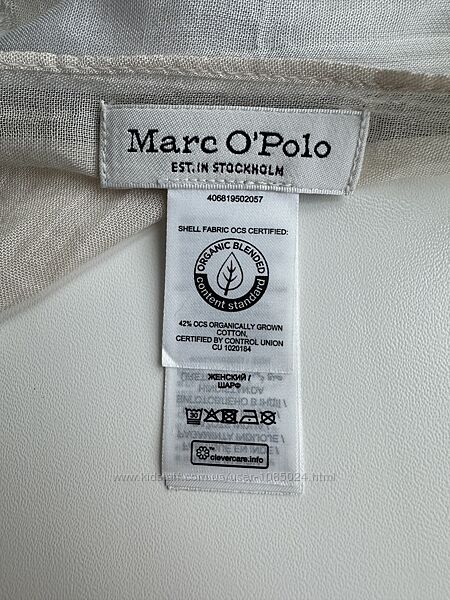 Marc O'Polo
EST. IN STOCKHOLM
406819502057
SHELL FABRIC OCS CERTIFIED:
ORGANIC BLENDED
content standard
42% OCS ORGANICALLY GROWN
COTTON,
CERTIFIED BY CONTROL UNION
CU 1020184
ЖЕНСКИЙ /
ШАРФ
30
clevercare.info